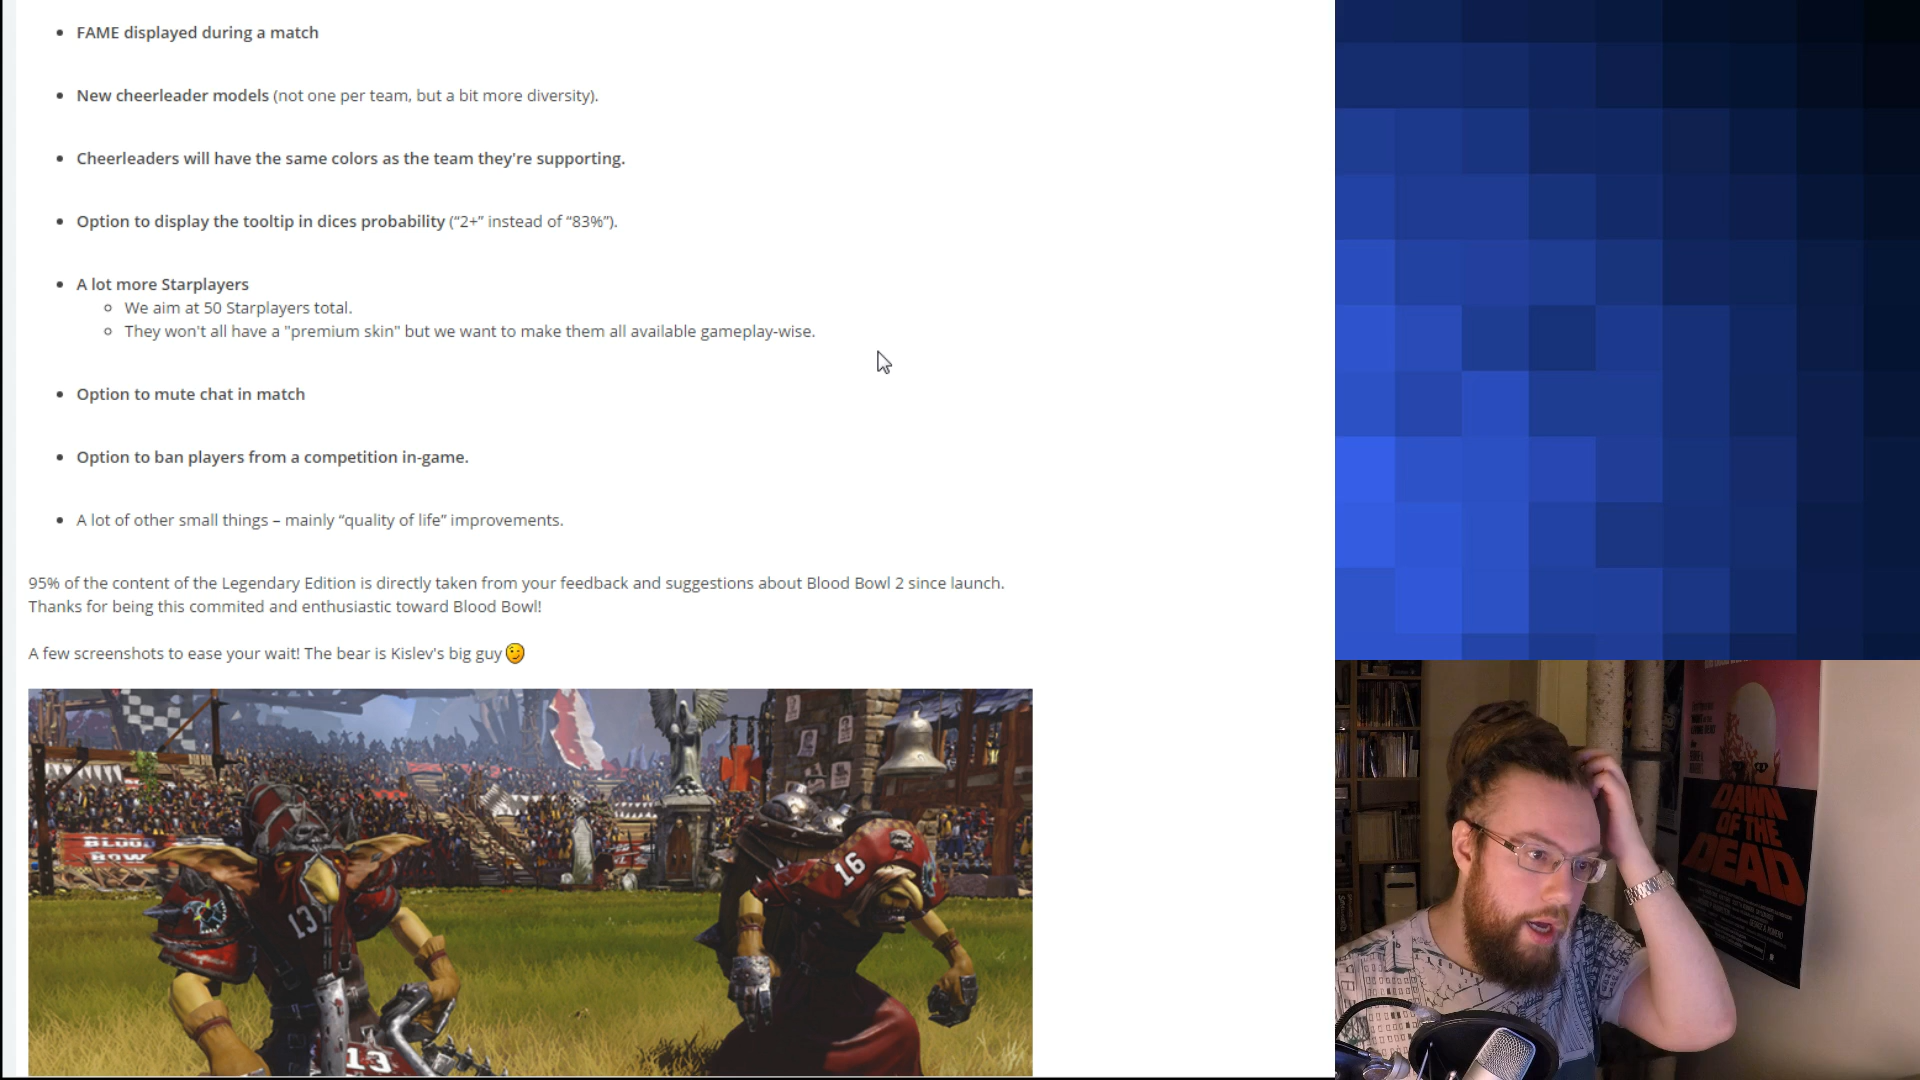 FAME displayed during a match
New cheerleader models (not one per team, but a bit more diversity).
Cheerleaders will have the same colors as the team they're supporting.
Option to display the tooltip in dices probability (“2+” instead of “83%”).
A lot more Starplayers
We aim at 50 Starplayers total.
They won't all have a "premium skin" but we want to make them all available gameplay-wise.
Option to mute chat in match
Option to ban players from a competition in-game.
A lot of other small things – mainly “quality of life” improvements.
95% of the content of the Legendary Edition is directly taken from your feedback and suggestions about Blood Bowl 2 since launch.
Thanks for being this commited and enthusiastic toward Blood Bowl!
A few screenshots to ease your wait! The bear is Kislev's big guy
BLOOD
BOWL
13
16
13
DAWN
OF THE
DEAD